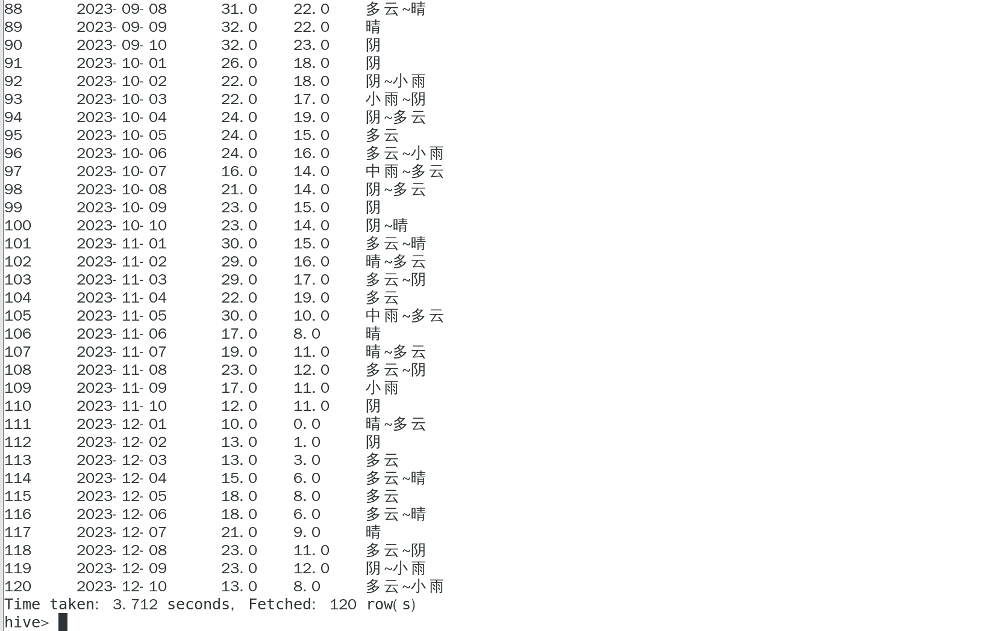 88 2023-09-08 31.0 22.0 多云~晴
89 2023-09-09 32.0 22.0 晴
90 2023-09-10 32.0 23.0 阴
91 2023-10-01 26.0 18.0 阴
92 2023-10-02 22.0 18.0 阴~小雨
93 2023-10-03 22.0 17.0 小雨~阴
94 2023-10-04 24.0 19.0 阴~多云
95 2023-10-05 24.0 15.0 多云
96 2023-10-06 24.0 16.0 多云~小雨
97 2023-10-07 16.0 14.0 中雨~多云
98 2023-10-08 21.0 14.0 阴~多云
99 2023-10-09 23.0 15.0 阴
100 2023-10-10 23.0 14.0 阴~晴
101 2023-11-01 30.0 15.0 多云~晴
102 2023-11-02 29.0 16.0 晴~多云
103 2023-11-03 29.0 17.0 多云~阴
104 2023-11-04 22.0 19.0 多云
105 2023-11-05 30.0 10.0 中雨~多云
106 2023-11-06 17.0 8.0 晴
107 2023-11-07 19.0 11.0 晴~多云
108 2023-11-08 23.0 12.0 多云~阴
109 2023-11-09 17.0 11.0 小雨
110 2023-11-10 12.0 11.0 阴
111 2023-12-01 10.0 0.0 晴~多云
112 2023-12-02 13.0 1.0 阴
113 2023-12-03 13.0 3.0 多云
114 2023-12-04 15.0 6.0 多云~晴
115 2023-12-05 18.0 8.0 多云
116 2023-12-06 18.0 6.0 多云~晴
117 2023-12-07 21.0 9.0 晴
118 2023-12-08 23.0 11.0 多云~阴
119 2023-12-09 23.0 12.0 阴~小雨
120 2023-12-10 13.0 8.0 多云~小雨
Time taken: 3.712 seconds, Fetched: 120 row(s)
hive>